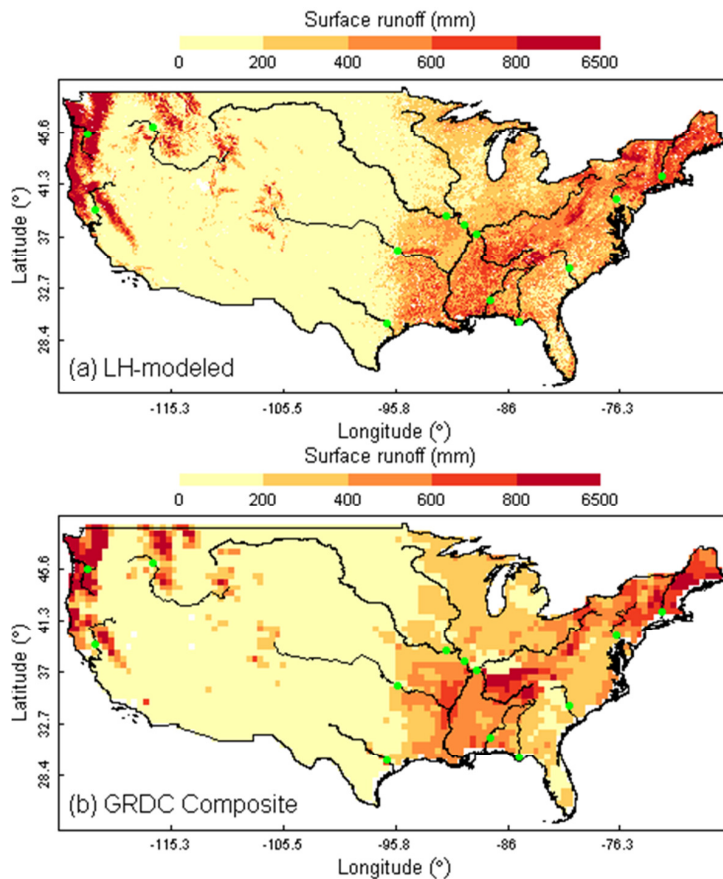 Surface runoff (mm)
0 200 400 600 800 6500
Latitude (°)
46.6
41.3
37
32.7
28.4
(a) LH-modeled
-115.3 -105.5 -95.8 -86 -76.3
Longitude (°)
Surface runoff (mm)
0 200 400 600 800 6500
Latitude (°)
46.6
41.3
37
32.7
28.4
(b) GRDC Composite
-115.3 -105.5 -95.8 -86 -76.3
Longitude (°)